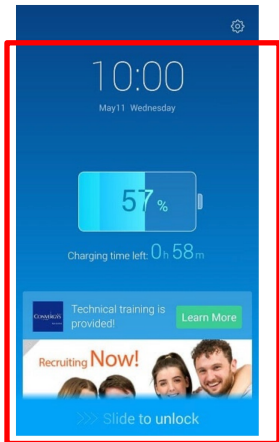 10:00
May11 Wednesday
57 %
Charging time left: 0h 58m
CONVERGYS
Technical training is
provided!
Learn More
Recruiting Now!
>>> Slide to unlock